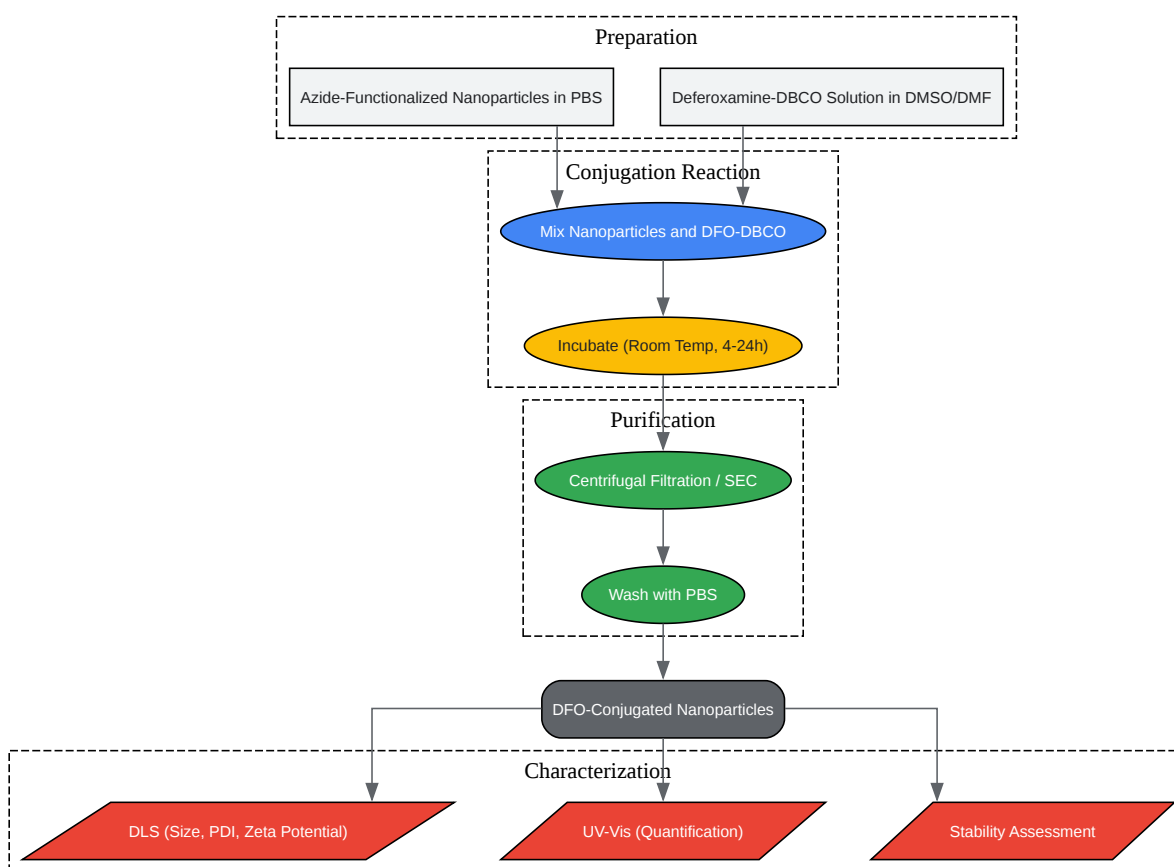 Preparation
Azide-Functionalized Nanoparticles in PBS
Deferoxamine-DBCO Solution in DMSO/DMF
Conjugation Reaction
Mix Nanoparticles and DFO-DBCO
Incubate (Room Temp, 4-24h)
Purification
Centrifugal Filtration / SEC
Wash with PBS
DFO-Conjugated Nanoparticles
Characterization
DLS (Size, PDI, Zeta Potential)
UV-Vis (Quantification)
Stability Assessment